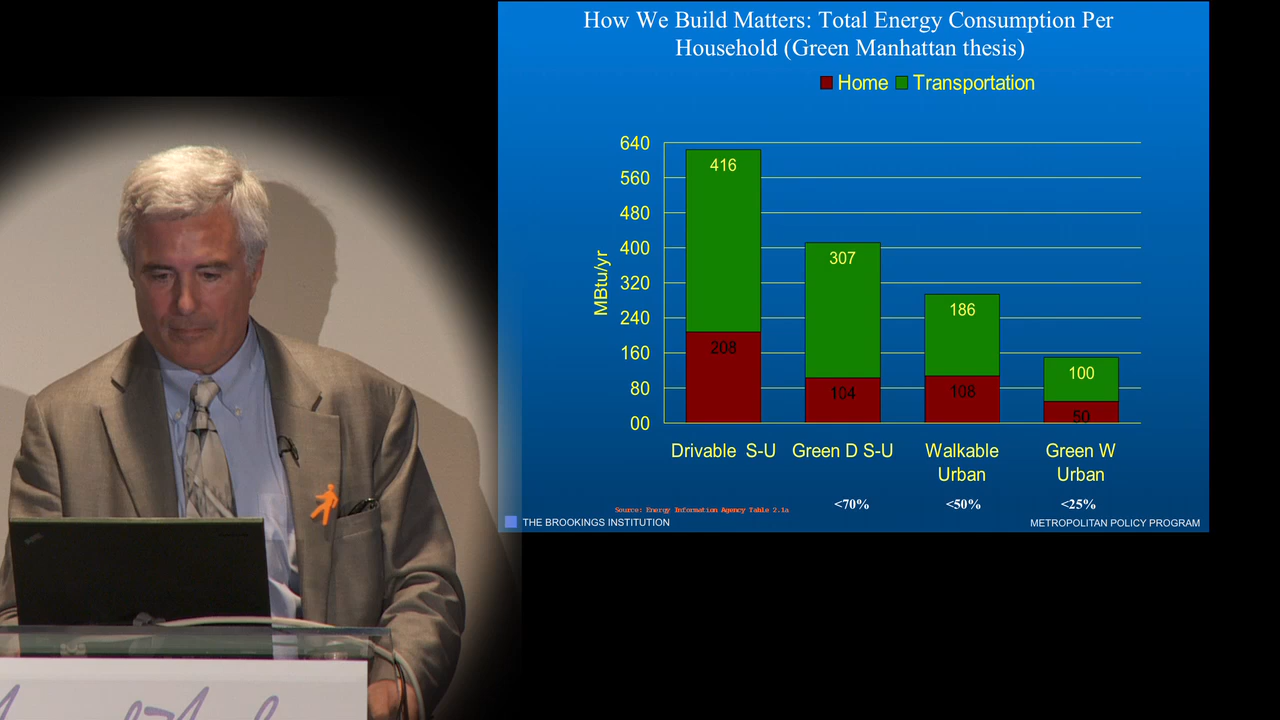 How We Build Matters: Total Energy Consumption Per
Household (Green Manhattan thesis)
Home Transportation
MBtu/yr
640
560
480
400
320
240
160
80
00
416
208
307
104
186
108
100
50
Drivable S-U
Green D S-U
Walkable
Urban
Green W
Urban
<70%
<50%
<25%
Source: Energy Information Agency Table 2.1a
THE BROOKINGS INSTITUTION
METROPOLITAN POLICY PROGRAM